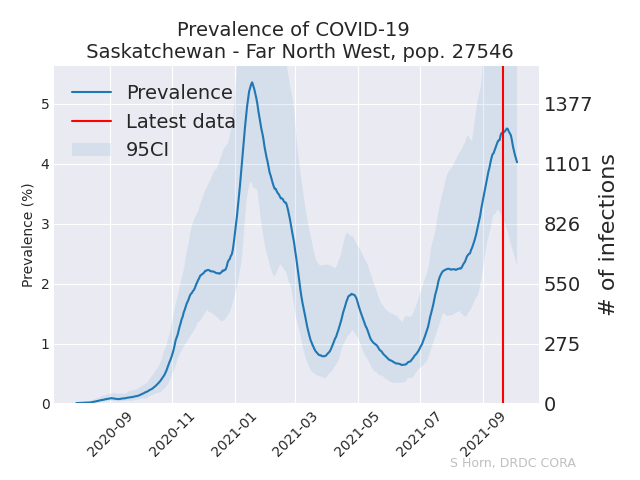 Prevalence of COVID-19
Saskatchewan - Far North West, pop. 27546
Prevalence
Latest data
95CI
Prevalence (%)
5
4
3
2
1
0
1377
1101
826
550
275
0
# of infections
2020-09
2020-11
2021-01
2021-03
2021-05
2021-07
2021-09
S Horn, DRDC CORA